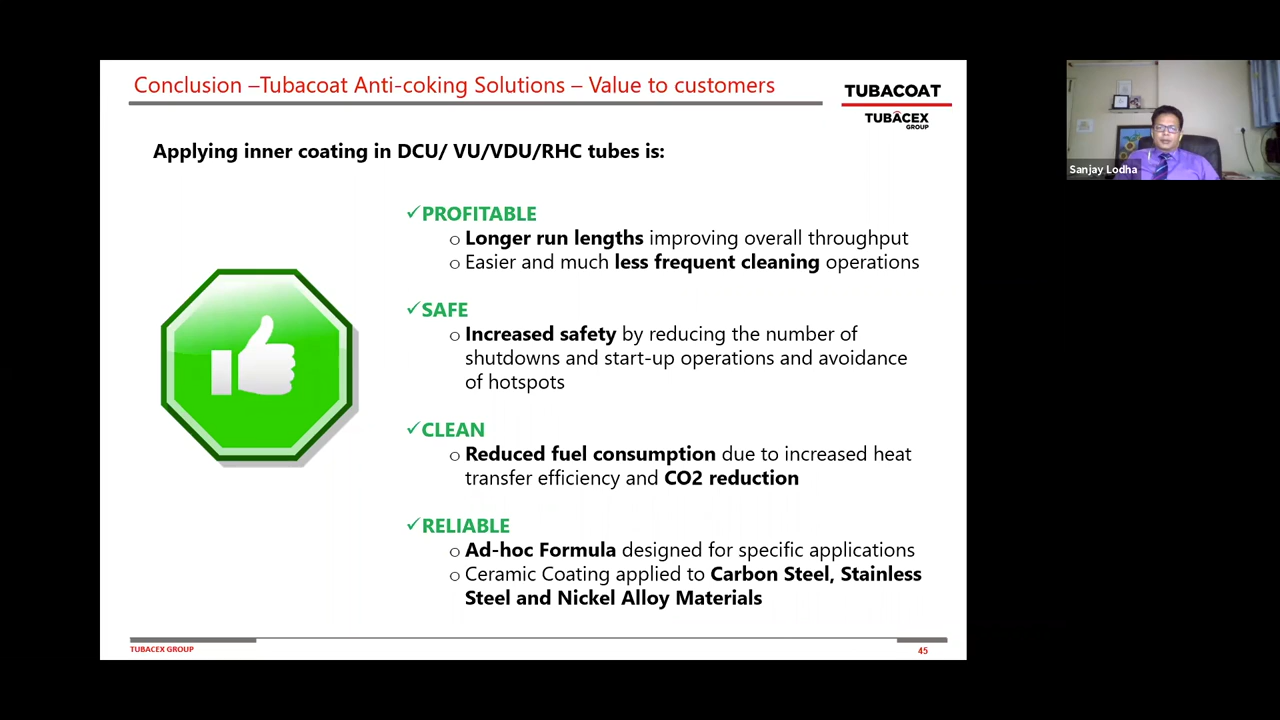 Conclusion –Tubacoat Anti-coking Solutions – Value to customers
TUBACOAT
TUBACEX
GROUP
Applying inner coating in DCU/ VU/VDU/RHC tubes is:
✓PROFITABLE
o Longer run lengths improving overall throughput
o Easier and much less frequent cleaning operations
✓SAFE
o Increased safety by reducing the number of
shutdowns and start-up operations and avoidance
of hotspots
✓CLEAN
o Reduced fuel consumption due to increased heat
transfer efficiency and CO2 reduction
✓RELIABLE
o Ad-hoc Formula designed for specific applications
o Ceramic Coating applied to Carbon Steel, Stainless
Steel and Nickel Alloy Materials
TUBACEX GROUP
45
Sanjay Lodha